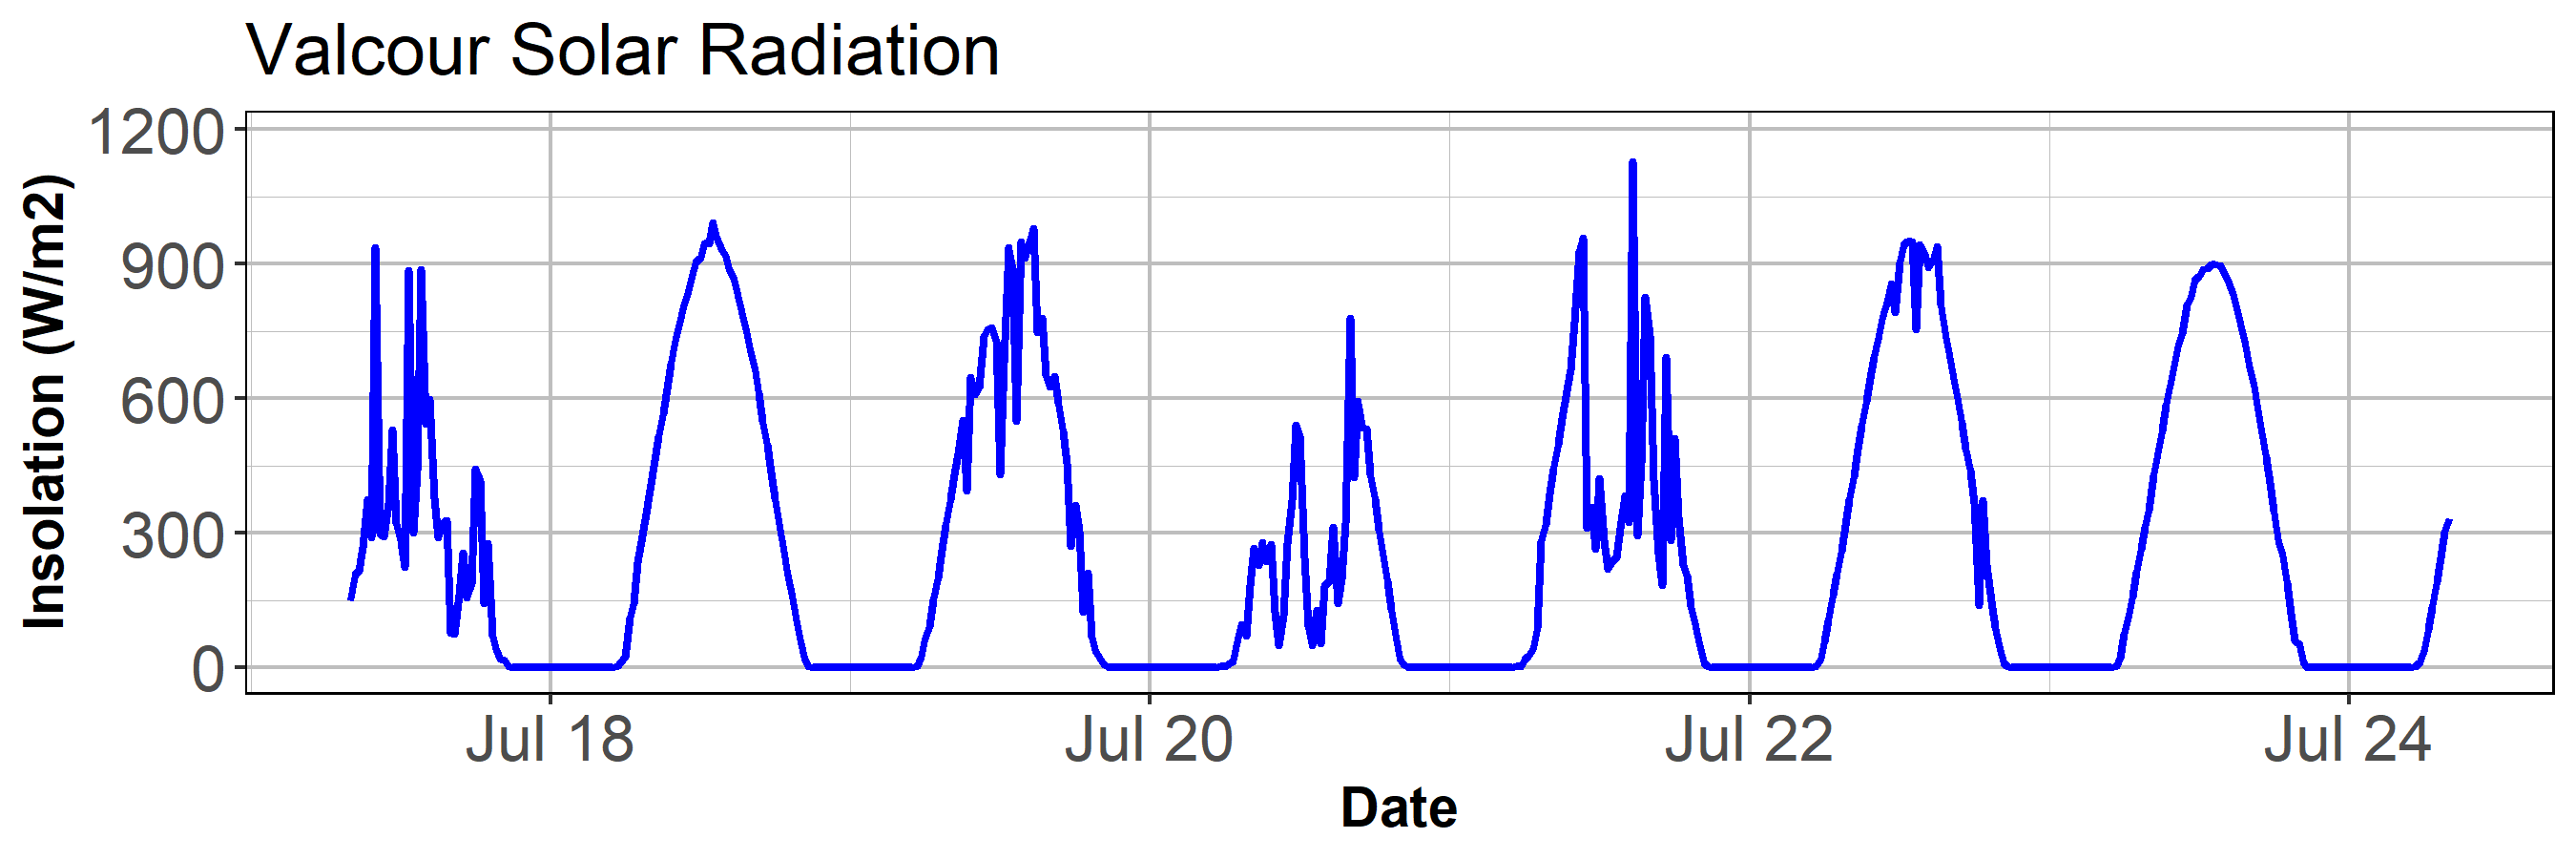 Valcour Solar Radiation
1200
900
600
300
0
Insolation (W/m2)
Jul 18 Jul 20 Jul 22 Jul 24
Date